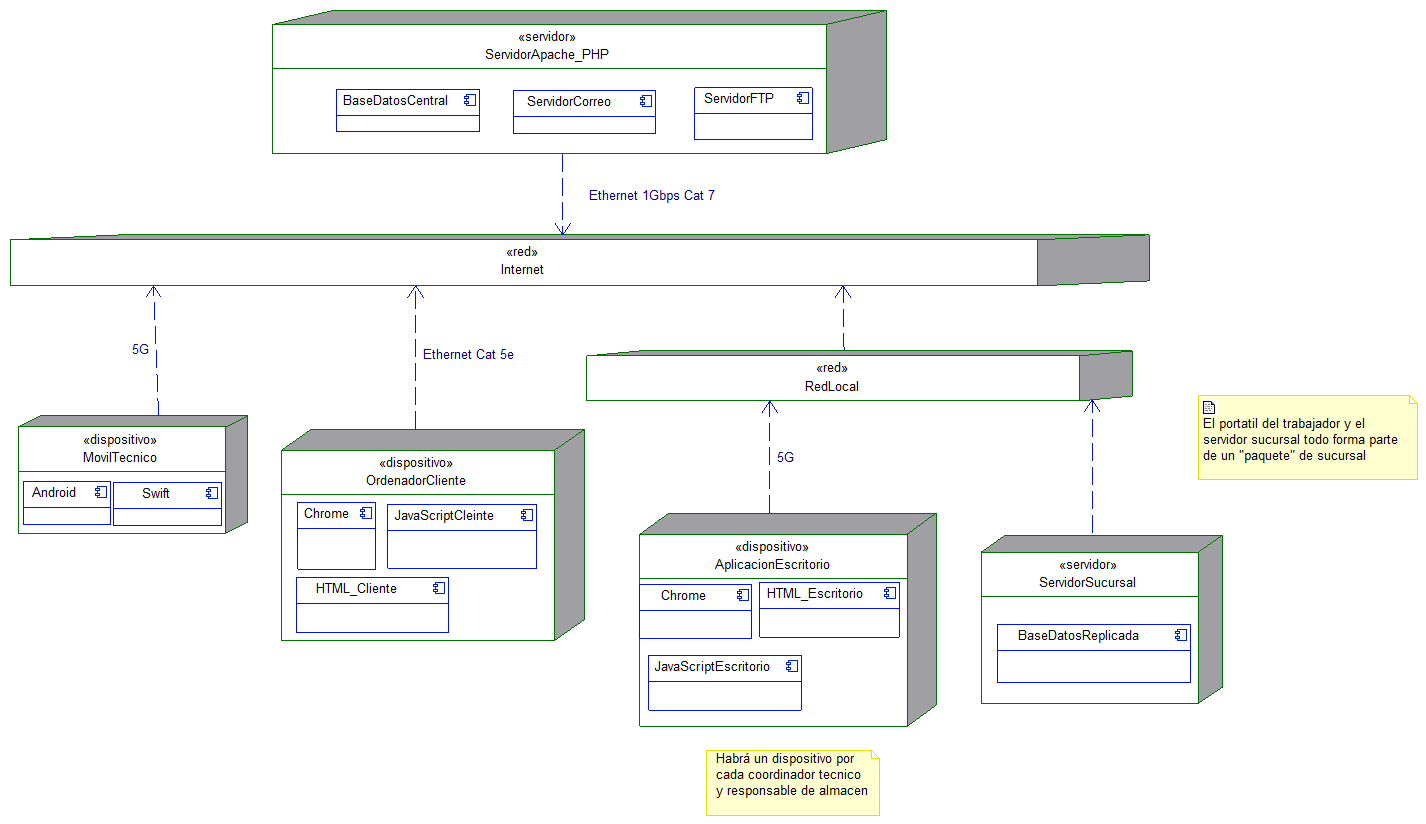 «servidor»
ServidorApache_PHP
BaseDatosCentral
ServidorCorreo
ServidorFTP
Ethernet 1Gbps Cat 7
«red»
Internet
5G
Ethernet Cat 5e
«red»
RedLocal
El portatil del trabajador y el
servidor sucursal todo forma parte
de un "paquete" de sucursal
«dispositivo»
MovilTecnico
Android
Swift
«dispositivo»
OrdenadorCliente
Chrome
JavaScriptCleinte
HTML_Cliente
5G
«dispositivo»
AplicacionEscritorio
Chrome
HTML_Escritorio
JavaScriptEscritorio
«servidor»
ServidorSucursal
BaseDatosReplicada
Habrá un dispositivo por
cada coordinador tecnico
y responsable de almacen